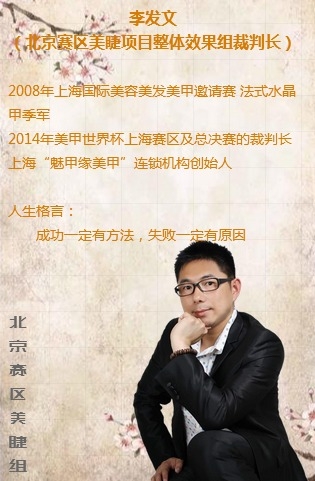 李发文
（北京赛区美睫项目整体效果组裁判长）
2008年上海国际美容美发美甲邀请赛 法式水晶
甲季军
2014年美甲世界杯上海赛区及总决赛的裁判长
上海“魅甲缘美甲”连锁机构创始人
人生格言：
成功一定有方法，失败一定有原因
北京赛区美睫组